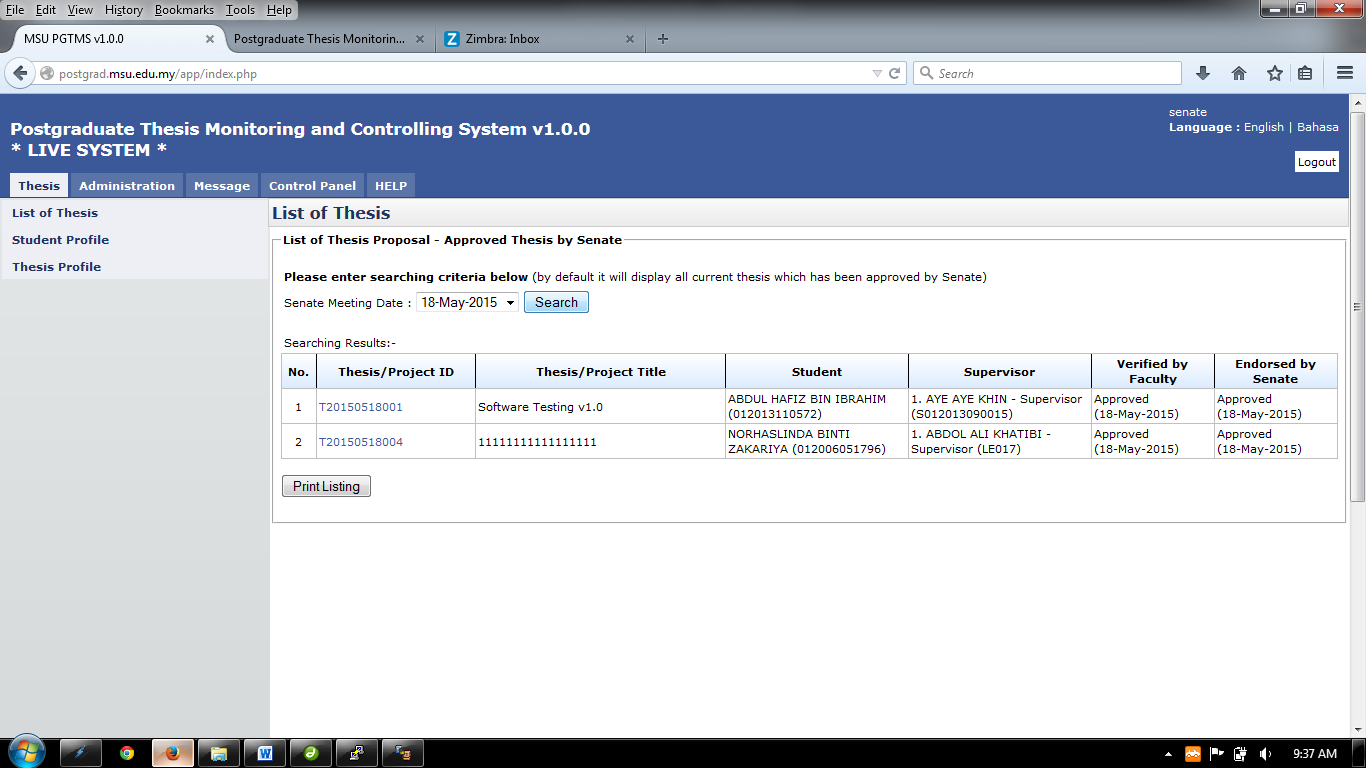 File Edit View History Bookmarks Tools Help
MSU PGTMS v1.0.0
Postgraduate Thesis Monitorin...
Zimbra: Inbox
postgrad.msu.edu.my/app/index.php
Search
Postgraduate Thesis Monitoring and Controlling System v1.0.0
* LIVE SYSTEM *
senate
Language : English | Bahasa
Logout
Thesis Administration Message Control Panel HELP
List of Thesis
Student Profile
Thesis Profile
List of Thesis
List of Thesis Proposal - Approved Thesis by Senate
Please enter searching criteria below (by default it will display all current thesis which has been approved by Senate)
Senate Meeting Date : 18-May-2015 Search
Searching Results:-
No. Thesis/Project ID Thesis/Project Title Student Supervisor Verified by Faculty Endorsed by Senate
1 T20150518001 Software Testing v1.0 ABDUL HAFIZ BIN IBRAHIM (012013110572) 1. AYE AYE KHIN - Supervisor (S012013090015) Approved (18-May-2015) Approved (18-May-2015)
2 T20150518004 11111111111111111 NORHASLINDA BINTI ZAKARIYA (012006051796) 1. ABDOL ALI KHATIBI - Supervisor (LE017) Approved (18-May-2015) Approved (18-May-2015)
Print Listing
9:37 AM